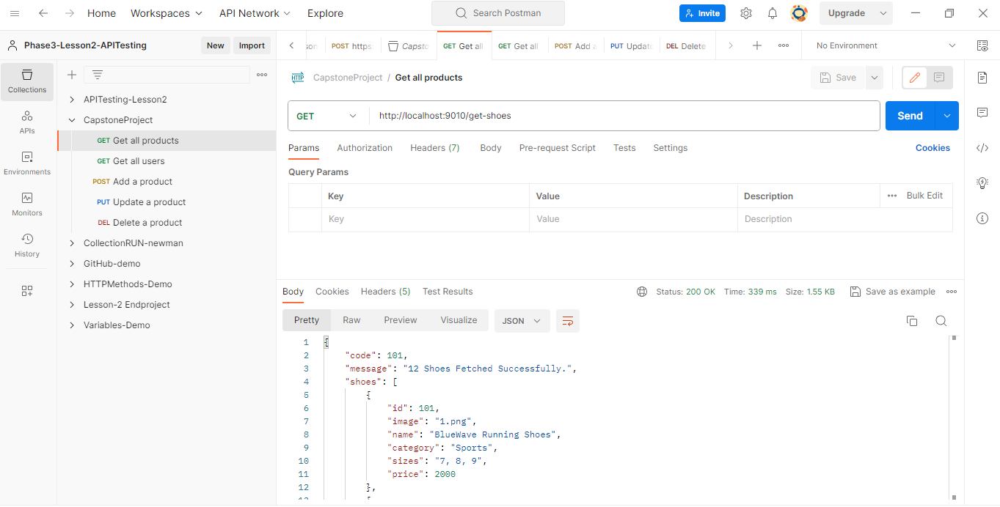 Home Workspaces API Network Explore Search Postman Invite Upgrade
Phase3-Lesson2-APITesting New Import
POST https: Capsto GET Get all GET Get all POST Add a PUT Update DEL Delete No Environment
Collections
APIs
Environments
Monitors
History
APITesting-Lesson2
CapstoneProject
GET Get all products
GET Get all users
POST Add a product
PUT Update a product
DEL Delete a product
CollectionRUN-newman
GitHub-demo
HTTPMethods-Demo
Lesson-2 Endproject
Variables-Demo
HTTP CapstoneProject / Get all products Save
GET http://localhost:9010/get-shoes Send
Params Authorization Headers (7) Body Pre-request Script Tests Settings Cookies
Query Params
Key Value Description Bulk Edit
Key Value Description
Body Cookies Headers (5) Test Results Status: 200 OK Time: 339 ms Size: 1.55 KB Save as example
Pretty Raw Preview Visualize JSON
1 {
2 "code": 101,
3 "message": "12 Shoes Fetched Successfully.",
4 "shoes": [
5 {
6 "id": 101,
7 "image": "1.png",
8 "name": "BlueWave Running Shoes",
9 "category": "Sports",
10 "sizes": "7, 8, 9",
11 "price": 2000
12 },